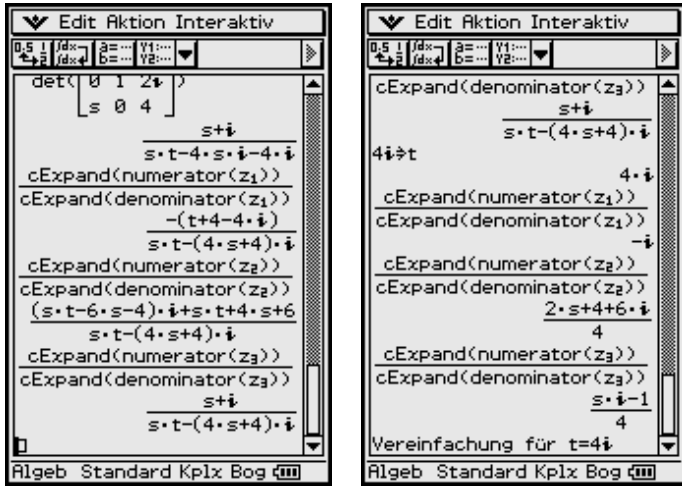 Edit Aktion Interaktiv
det([0 1 2i])
s 0 4
s+i
s·t-4·s·i-4·i
cExpand(numerator(z₁))
cExpand(denominator(z₁))
-(t+4-4·i)
s·t-(4·s+4)·i
cExpand(numerator(z₂))
cExpand(denominator(z₂))
(s·t-6·s-4)·i+s·t+4·s+6
s·t-(4·s+4)·i
cExpand(numerator(z₃))
cExpand(denominator(z₃))
s+i
s·t-(4·s+4)·i
Algeb Standard Kplx Bog
Edit Aktion Interaktiv
cExpand(denominator(z₃))
s+i
s·t-(4·s+4)·i
4i⇒t
4·i
cExpand(numerator(z₁))
cExpand(denominator(z₁))
-i
cExpand(numerator(z₂))
cExpand(denominator(z₂))
2·s+4+6·i
4
cExpand(numerator(z₃))
cExpand(denominator(z₃))
s·i-1
4
Vereinfachung für t=4i
Algeb Standard Kplx Bog